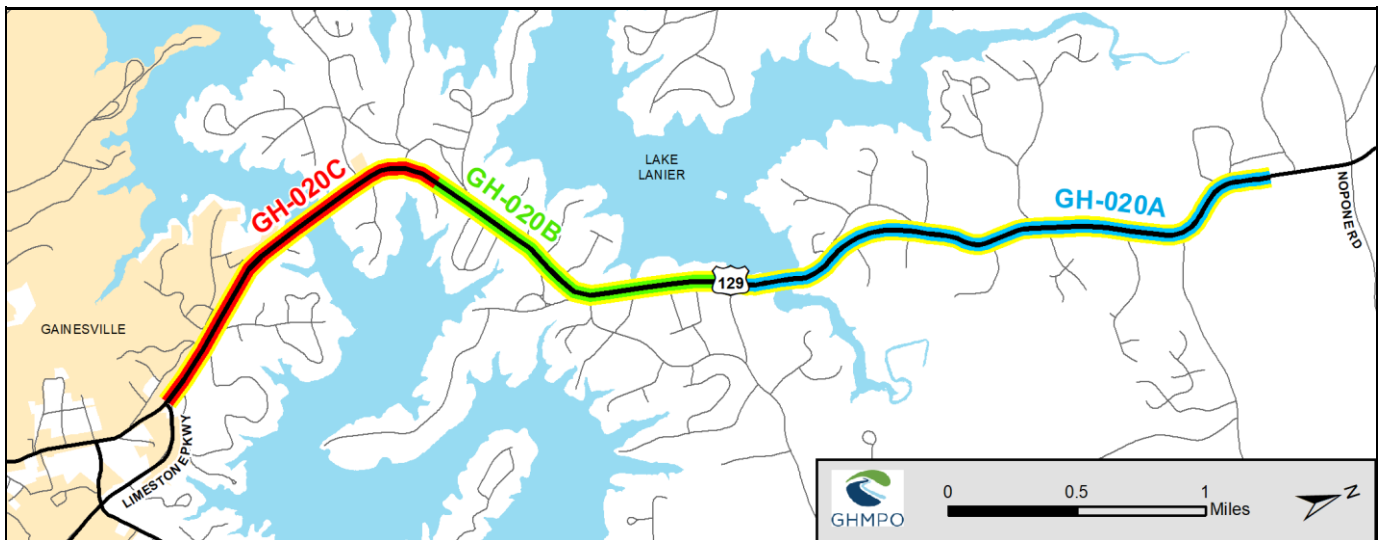 GH-020C
GH-020B
LAKE
LANIER
GH-020A
NOPONE RD
129
GAINESVILLE
LIMESTONE PKWY
GHMPO
0 0.5 1
Miles
N